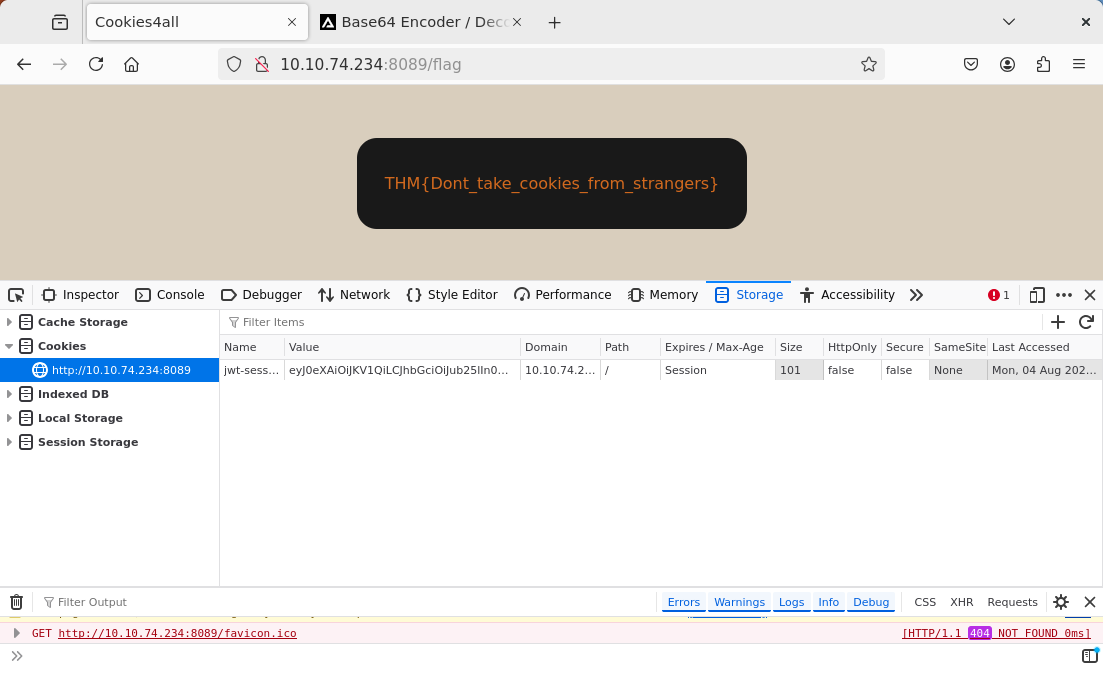 Cookies4all
Base64 Encoder / Deco
10.10.74.234:8089/flag
THM{Dont_take_cookies_from_strangers}
Inspector Console Debugger Network Style Editor Performance Memory Storage Accessibility 1
Cache Storage
Cookies
http://10.10.74.234:8089
Indexed DB
Local Storage
Session Storage
Filter Items
Name Value Domain Path Expires / Max-Age Size HttpOnly Secure SameSite Last Accessed
jwt-sess… eyJ0eXAiOiJKV1QiLCJhbGciOiJub25lIn0… 10.10.74.2… / Session 101 false false None Mon, 04 Aug 202…
Filter Output Errors Warnings Logs Info Debug CSS XHR Requests
GET http://10.10.74.234:8089/favicon.ico [HTTP/1.1 404 NOT FOUND 0ms]